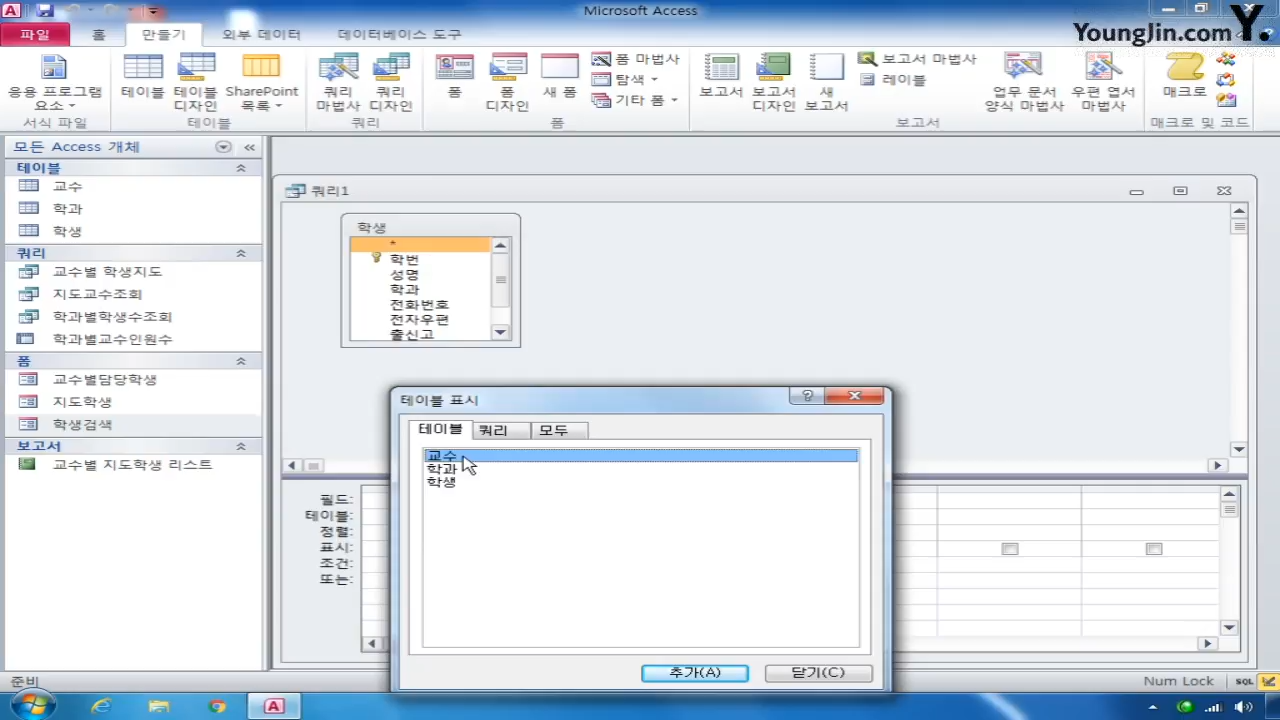 Microsoft Access
YoungJin.com Y.
파일 홈 만들기 외부 데이터 데이터베이스 도구
응용 프로그램 요소
테이블
테이블 디자인
SharePoint 목록
쿼리 마법사
쿼리 디자인
폼
폼 디자인
새 폼
폼 마법사
탐색
기타 폼
보고서
보고서 디자인
새 보고서
보고서 마법사
레이블
업무 문서 양식 마법사
우편 엽서 마법사
매크로
서식 파일 테이블 쿼리 폼 보고서 매크로 및 코드
모든 Access 개체
테이블
교수
학과
학생
쿼리
교수별 학생지도
지도교수조회
학과별학생수조회
학과별교수인원수
폼
교수별담당학생
지도학생
학생검색
보고서
교수별 지도학생 리스트
쿼리1
학생
*
학번
성명
학과
전화번호
전자우편
출신고
필드:
테이블:
정렬:
표시:
조건:
또는:
테이블 표시
테이블 쿼리 모두
교수
학과
학생
추가(A) 닫기(C)
준비
Num Lock SQL